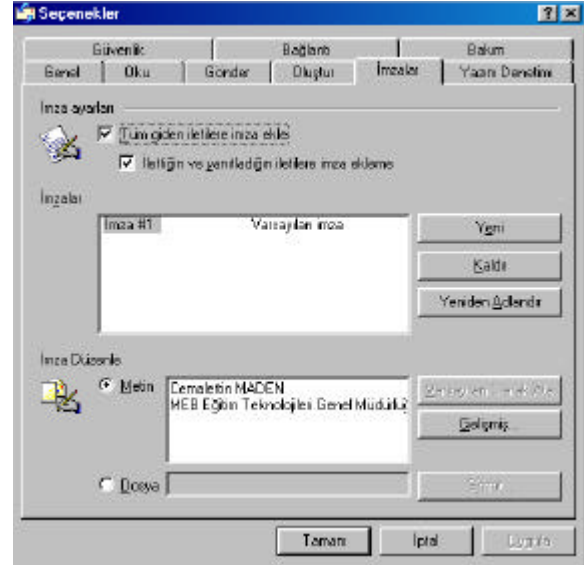 Seçenekler
Güvenlik Bağlantı Bakım
Genel Oku Gönder Oluştur İmzalar Yazım Denetimi
İmza ayarları
Tüm giden iletilere imza ekle
İlettiğin ve yanıtladığın iletilere imza ekleme
İmzalar
İmza #1 Varsayılan imza
Yeni
Kaldır
Yeniden Adlandır
İmza Düzenle
Metin
Cemalettin MADEN
MEB Eğitim Teknolojileri Genel Müdürlüğ
Gelişmiş...
Dosya
Tamam İptal Uygula